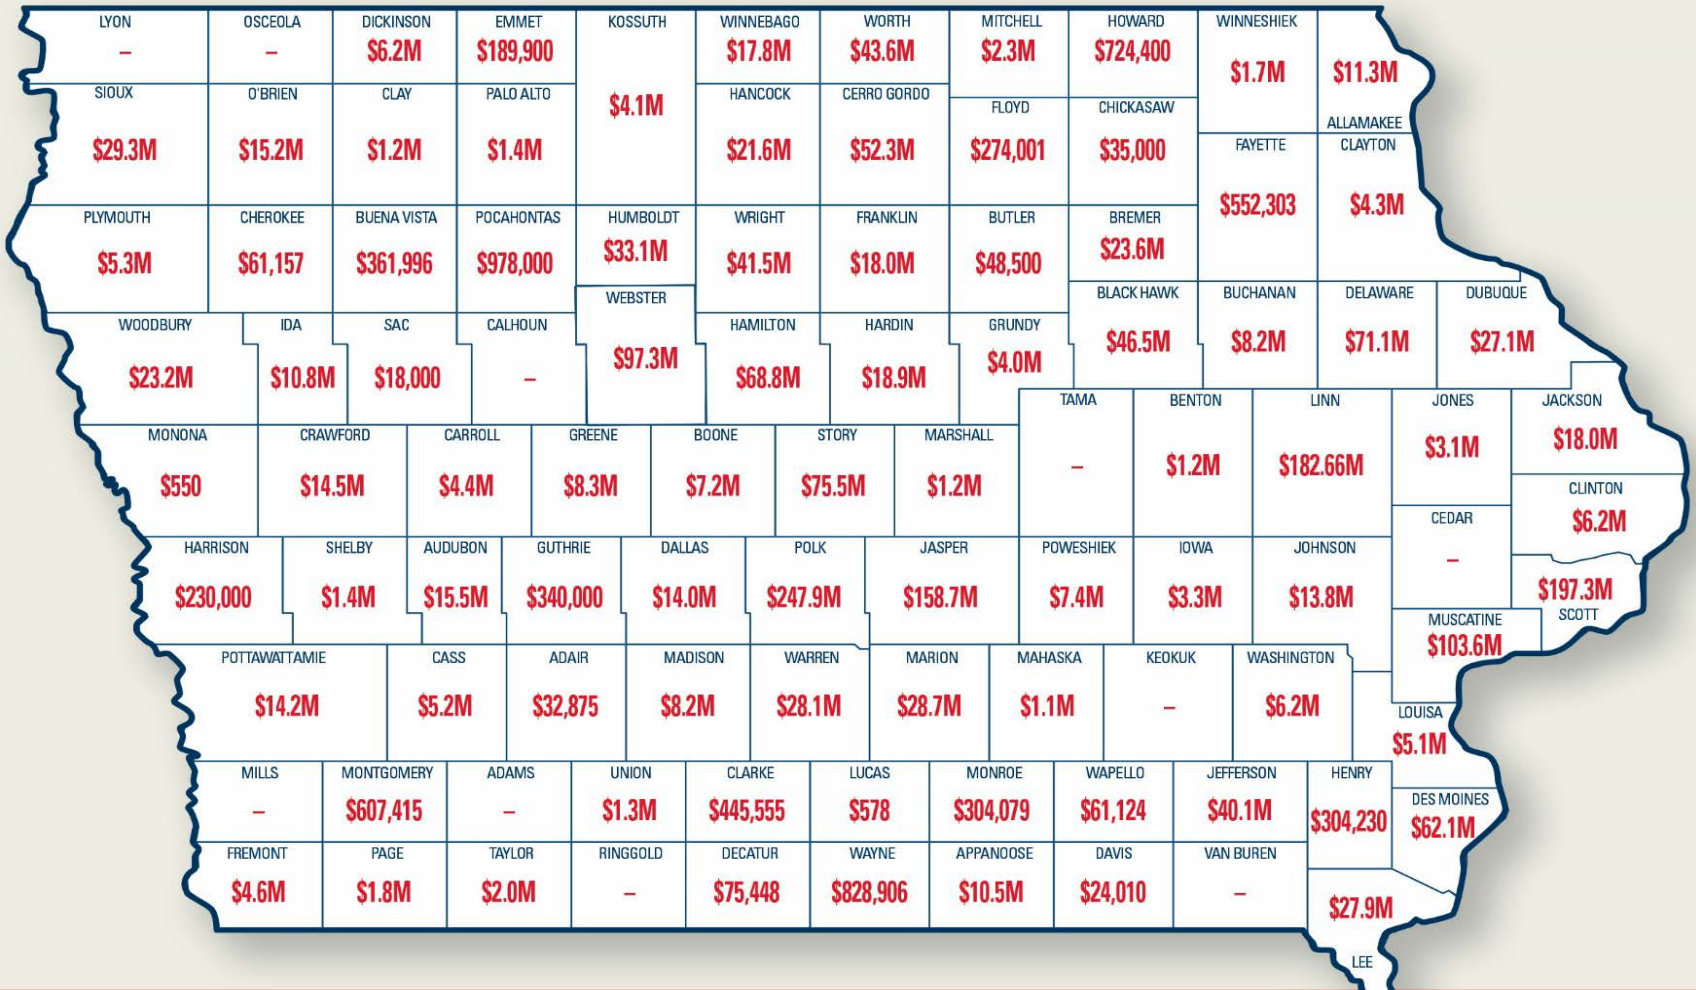 LYON
–
OSCEOLA
–
DICKINSON
$6.2M
EMMET
$189,900
KOSSUTH
$4.1M
WINNEBAGO
$17.8M
WORTH
$43.6M
MITCHELL
$2.3M
HOWARD
$724,400
WINNESHIEK
$1.7M
$11.3M
ALLAMAKEE
SIOUX
$29.3M
O'BRIEN
$15.2M
CLAY
$1.2M
PALO ALTO
$1.4M
HANCOCK
$21.6M
CERRO GORDO
$52.3M
FLOYD
$274,001
CHICKASAW
$35,000
FAYETTE
$552,303
CLAYTON
$4.3M
PLYMOUTH
$5.3M
CHEROKEE
$61,157
BUENA VISTA
$361,996
POCAHONTAS
$978,000
HUMBOLDT
$33.1M
WRIGHT
$41.5M
FRANKLIN
$18.0M
BUTLER
$48,500
BREMER
$23.6M
WOODBURY
$23.2M
IDA
$10.8M
SAC
$18,000
CALHOUN
–
WEBSTER
$97.3M
HAMILTON
$68.8M
HARDIN
$18.9M
GRUNDY
$4.0M
BLACK HAWK
$46.5M
BUCHANAN
$8.2M
DELAWARE
$71.1M
DUBUQUE
$27.1M
MONONA
$550
CRAWFORD
$14.5M
CARROLL
$4.4M
GREENE
$8.3M
BOONE
$7.2M
STORY
$75.5M
MARSHALL
$1.2M
TAMA
–
BENTON
$1.2M
LINN
$182.66M
JONES
$3.1M
JACKSON
$18.0M
CLINTON
$6.2M
CEDAR
–
HARRISON
$230,000
SHELBY
$1.4M
AUDUBON
$15.5M
GUTHRIE
$340,000
DALLAS
$14.0M
POLK
$247.9M
JASPER
$158.7M
POWESHIEK
$7.4M
IOWA
$3.3M
JOHNSON
$13.8M
$197.3M
SCOTT
MUSCATINE
$103.6M
POTTAWATTAMIE
$14.2M
CASS
$5.2M
ADAIR
$32,875
MADISON
$8.2M
WARREN
$28.1M
MARION
$28.7M
MAHASKA
$1.1M
KEOKUK
–
WASHINGTON
$6.2M
LOUISA
$5.1M
MILLS
–
MONTGOMERY
$607,415
ADAMS
–
UNION
$1.3M
CLARKE
$445,555
LUCAS
$578
MONROE
$304,079
WAPELLO
$61,124
JEFFERSON
$40.1M
HENRY
$304,230
DES MOINES
$62.1M
FREMONT
$4.6M
PAGE
$1.8M
TAYLOR
$2.0M
RINGGOLD
–
DECATUR
$75,448
WAYNE
$828,906
APPANOOSE
$10.5M
DAVIS
$24,010
VAN BUREN
–
$27.9M
LEE